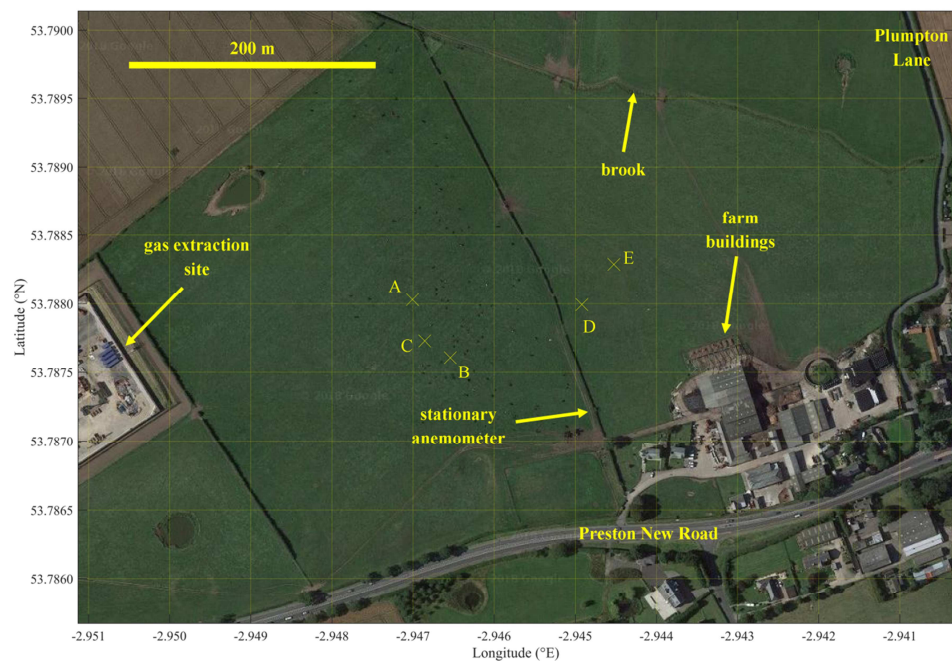 53.7900
53.7895
53.7890
53.7885
53.7880
53.7875
53.7870
53.7865
53.7860
Latitude (°N)
200 m
Plumpton
Lane
brook
gas extraction
site
farm
buildings
A
E
C
D
B
stationary
anemometer
Preston New Road
-2.951
-2.950
-2.949
-2.948
-2.947
-2.946
-2.945
-2.944
-2.943
-2.942
-2.941
Longitude (°E)